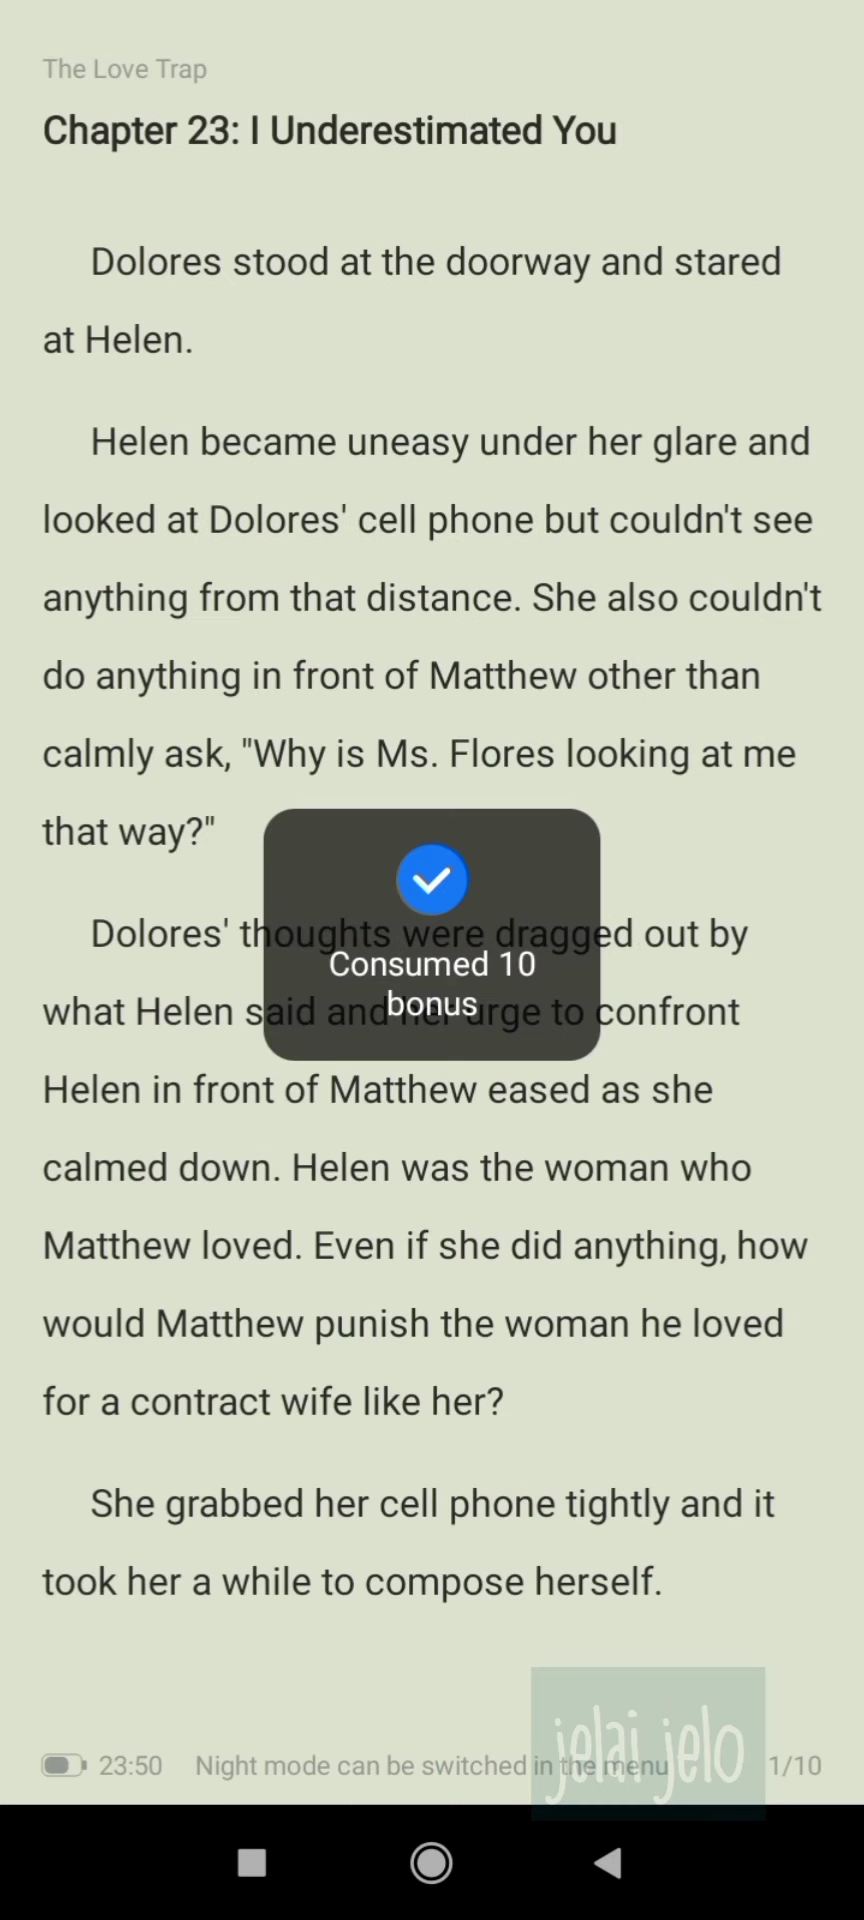 The Love Trap
Chapter 23: I Underestimated You
Dolores stood at the doorway and stared
at Helen.
Helen became uneasy under her glare and
looked at Dolores' cell phone but couldn't see
anything from that distance. She also couldn't
do anything in front of Matthew other than
calmly ask, "Why is Ms. Flores looking at me
that way?"
Dolores' thoughts were dragged out by
Consumed 10
bonus
what Helen said and her urge to confront
Helen in front of Matthew eased as she
calmed down. Helen was the woman who
Matthew loved. Even if she did anything, how
would Matthew punish the woman he loved
for a contract wife like her?
She grabbed her cell phone tightly and it
took her a while to compose herself.
jelai jelo
23:50 Night mode can be switched in the menu 1/10